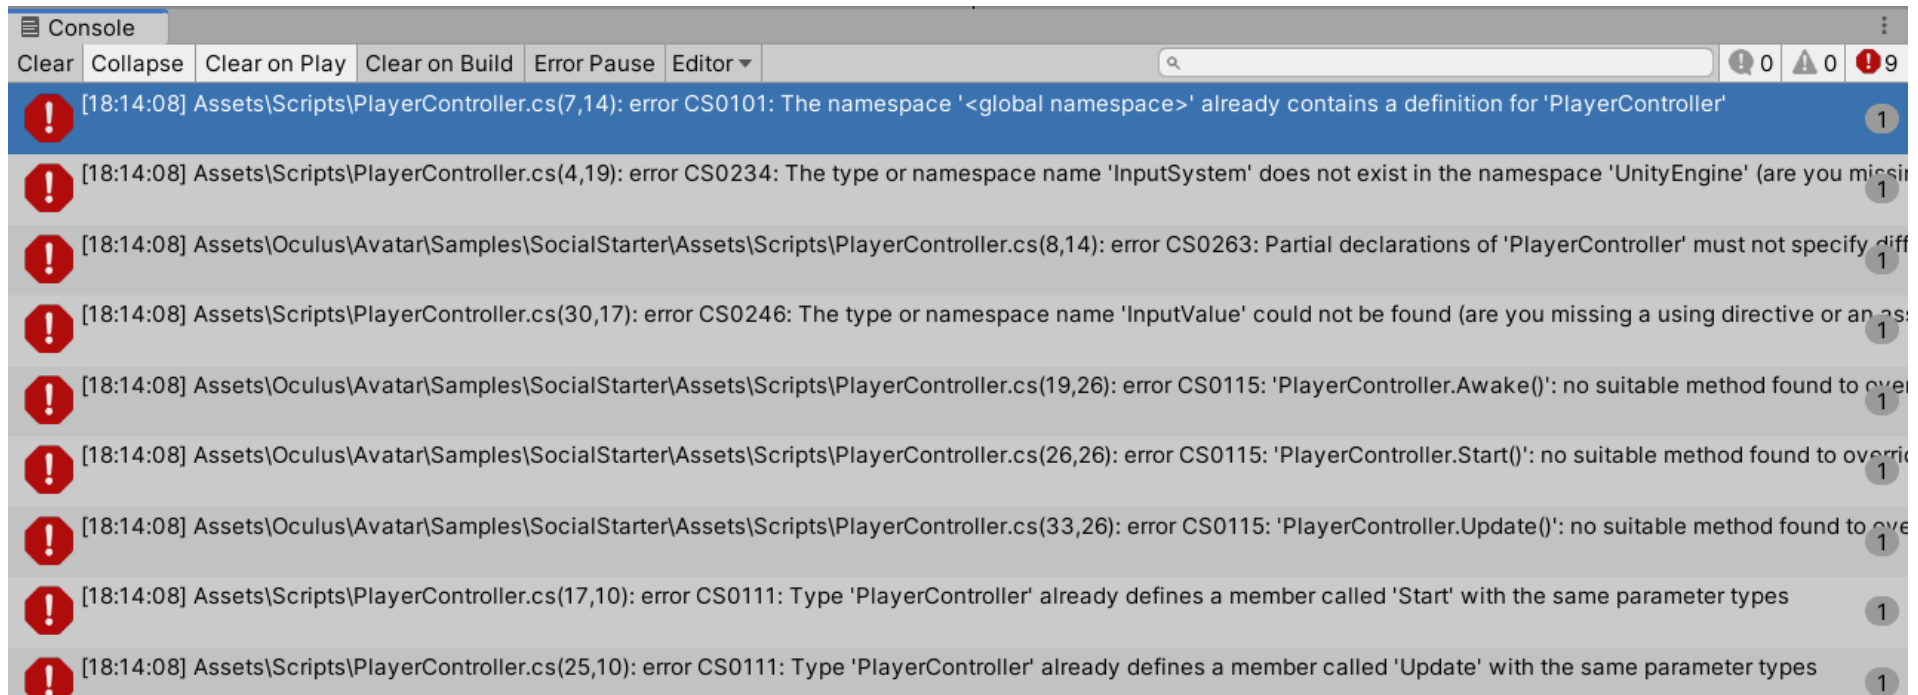 Console
Clear Collapse Clear on Play Clear on Build Error Pause Editor 0 0 9
[18:14:08] Assets\Scripts\PlayerController.cs(7,14): error CS0101: The namespace '<global namespace>' already contains a definition for 'PlayerController' 1
[18:14:08] Assets\Scripts\PlayerController.cs(4,19): error CS0234: The type or namespace name 'InputSystem' does not exist in the namespace 'UnityEngine' (are you 1
[18:14:08] Assets\Oculus\Avatar\Samples\SocialStarter\Assets\Scripts\PlayerController.cs(8,14): error CS0263: Partial declarations of 'PlayerController' must not specify 1
[18:14:08] Assets\Scripts\PlayerController.cs(30,17): error CS0246: The type or namespace name 'InputValue' could not be found (are you missing a using directive or an 1
[18:14:08] Assets\Oculus\Avatar\Samples\SocialStarter\Assets\Scripts\PlayerController.cs(19,26): error CS0115: 'PlayerController.Awake()': no suitable method found to 1
[18:14:08] Assets\Oculus\Avatar\Samples\SocialStarter\Assets\Scripts\PlayerController.cs(26,26): error CS0115: 'PlayerController.Start()': no suitable method found to 1
[18:14:08] Assets\Oculus\Avatar\Samples\SocialStarter\Assets\Scripts\PlayerController.cs(33,26): error CS0115: 'PlayerController.Update()': no suitable method found to 1
[18:14:08] Assets\Scripts\PlayerController.cs(17,10): error CS0111: Type 'PlayerController' already defines a member called 'Start' with the same parameter types 1
[18:14:08] Assets\Scripts\PlayerController.cs(25,10): error CS0111: Type 'PlayerController' already defines a member called 'Update' with the same parameter types 1